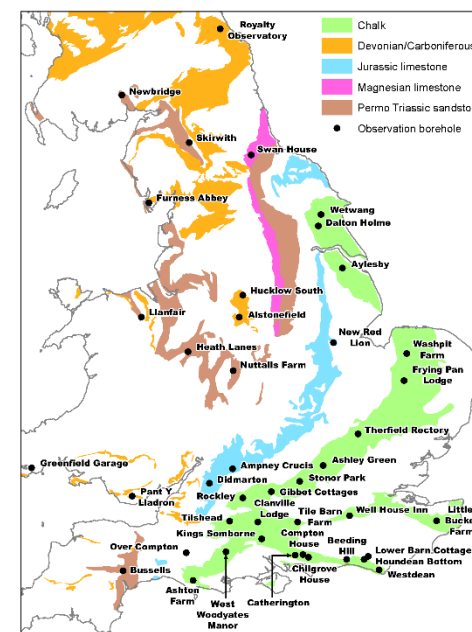 Royalty
Observatory
Chalk
Devonian/Carboniferous
Jurassic limestone
Magnesian limestone
Permo Triassic sandsto
Observation borehole
Newbridge
Skirwith
Swan House
Furness Abbey
Wetwang
Dalton Holme
Aylesby
Hucklow South
Alstonefield
Llanfair
New Red
Lion
Heath Lanes
Nuttalls Farm
Washpit
Farm
Frying Pan
Lodge
Therfield Rectory
Greenfield Garage
Ampney Crucis
Ashley Green
Didmarton
Stonor Park
Pant Y
Lladron
Rockley
Gibbet Cottages
Clanville
Lodge
Tile Barn
Farm
Well House Inn
Little
Bucke
Farm
Tilshead
Kings Somborne
Compton
House
Beeding
Hill
Over Compton
Lower Barn Cottage
Houndean Bottom
Bussells
Chilgrove
House
Westdean
Ashton
Farm
West
Woodyates
Manor
Catherington